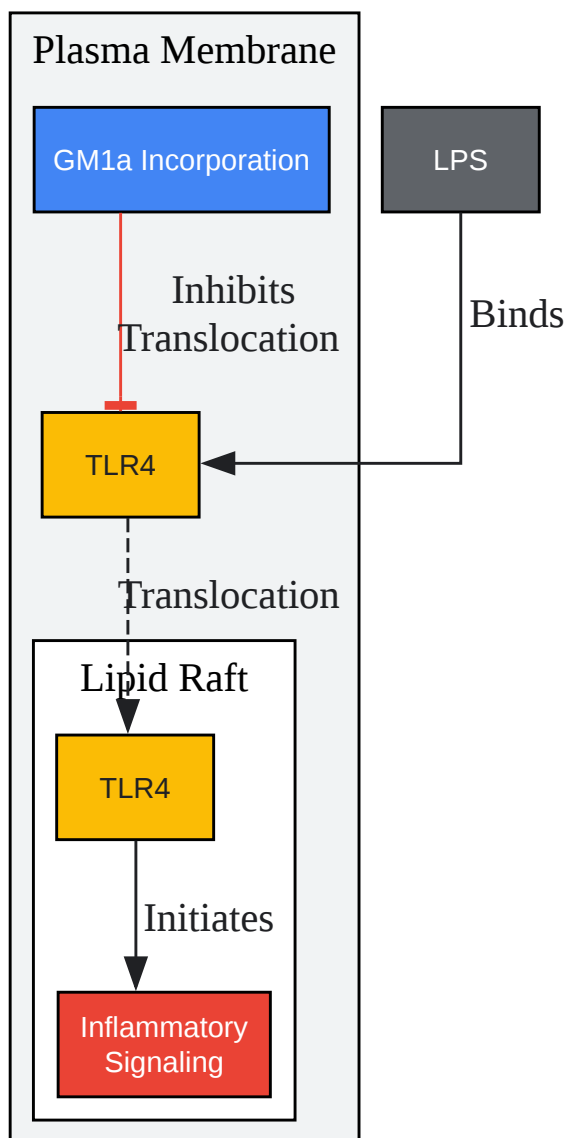 Plasma Membrane
GM1a Incorporation
LPS
Inhibits
Translocation
Binds
TLR4
Translocation
Lipid Raft
TLR4
Initiates
Inflammatory
Signaling